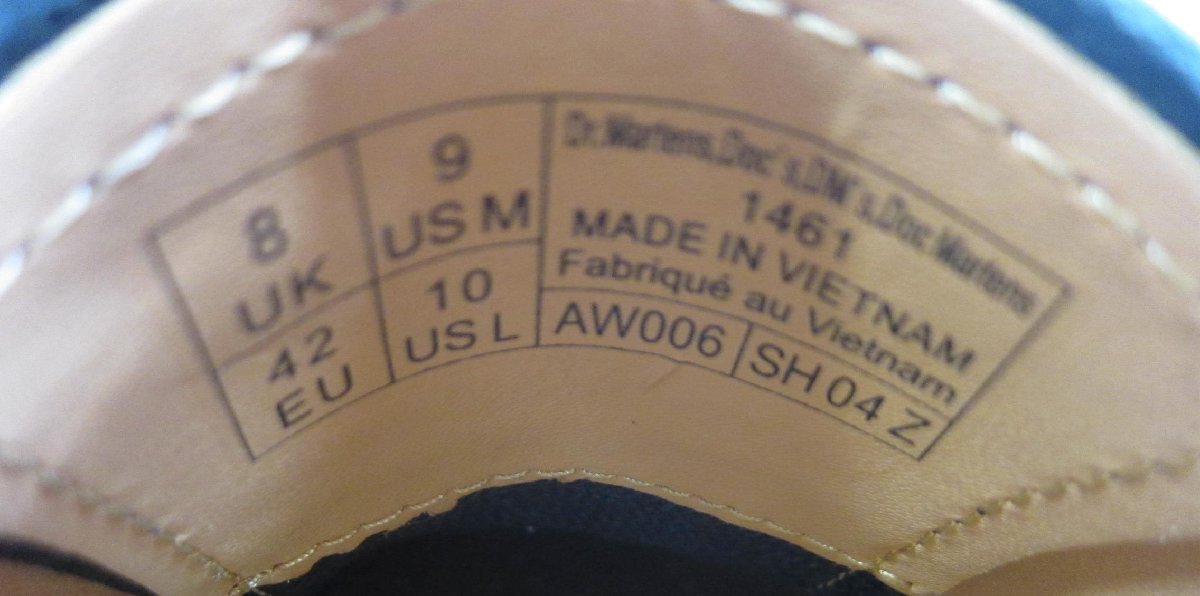 8
UK
9
US M
42
EU
10
US L
Dr.Martens,Doc's,DM's,Doc Martens
1461
MADE IN VIETNAM
Fabriqué au Vietnam
AW006
SH 04 Z